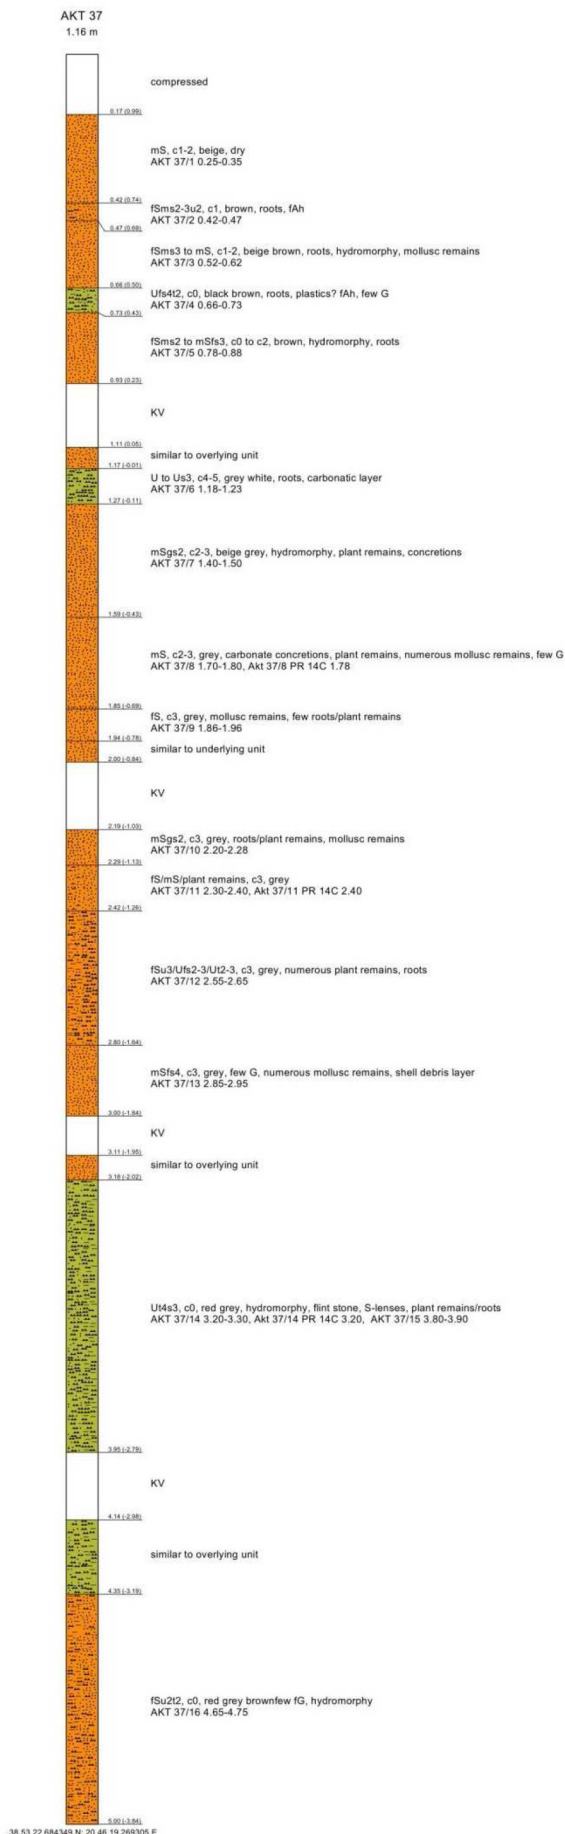 AKT 37
1.16 m
compressed
0.17 (0.99)
mS, c1-2, beige, dry
AKT 37/1 0.25-0.35
0.42 (0.74)
fSms2-3u2, c1, brown, roots, fAh
AKT 37/2 0.42-0.47
0.47 (0.69)
fSms3 to mS, c1-2, beige brown, roots, hydromorphy, mollusc remains
AKT 37/3 0.52-0.62
0.66 (0.50)
Ufs4t2, c0, black brown, roots, plastics? fAh, few G
AKT 37/4 0.66-0.73
0.73 (0.43)
fSms2 to mSfs3, c0 to c2, brown, hydromorphy, roots
AKT 37/5 0.78-0.88
0.93 (0.23)
KV
1.11 (0.05)
similar to overlying unit
1.17 (-0.01)
U to Us3, c4-5, grey white, roots, carbonatic layer
AKT 37/6 1.18-1.23
1.27 (-0.11)
mSgs2, c2-3, beige grey, hydromorphy, plant remains, concretions
AKT 37/7 1.40-1.50
1.59 (-0.43)
mS, c2-3, grey, carbonate concretions, plant remains, numerous mollusc remains, few G
AKT 37/8 1.70-1.80, Akt 37/8 PR 14C 1.78
1.85 (-0.69)
fS, c3, grey, mollusc remains, few roots/plant remains
AKT 37/9 1.86-1.96
1.94 (-0.78)
similar to underlying unit
2.00 (-0.84)
KV
2.19 (-1.03)
mSgs2, c3, grey, roots/plant remains, mollusc remains
AKT 37/10 2.20-2.28
2.29 (-1.13)
fS/mS/plant remains, c3, grey
AKT 37/11 2.30-2.40, Akt 37/11 PR 14C 2.40
2.42 (-1.26)
fSu3/Ufs2-3/Ut2-3, c3, grey, numerous plant remains, roots
AKT 37/12 2.55-2.65
2.80 (-1.64)
mSfs4, c3, grey, few G, numerous mollusc remains, shell debris layer
AKT 37/13 2.85-2.95
3.00 (-1.84)
KV
3.11 (-1.95)
similar to overlying unit
3.18 (-2.02)
Ut4s3, c0, red grey, hydromorphy, flint stone, S-lenses, plant remains/roots
AKT 37/14 3.20-3.30, Akt 37/14 PR 14C 3.20, AKT 37/15 3.80-3.90
3.95 (-2.79)
KV
4.14 (-2.98)
similar to overlying unit
4.35 (-3.19)
fSu2t2, c0, red grey brownfew fG, hydromorphy
AKT 37/16 4.65-4.75
5.00 (-3.84)
38 53 22.684349 N; 20 46 19.269305 E